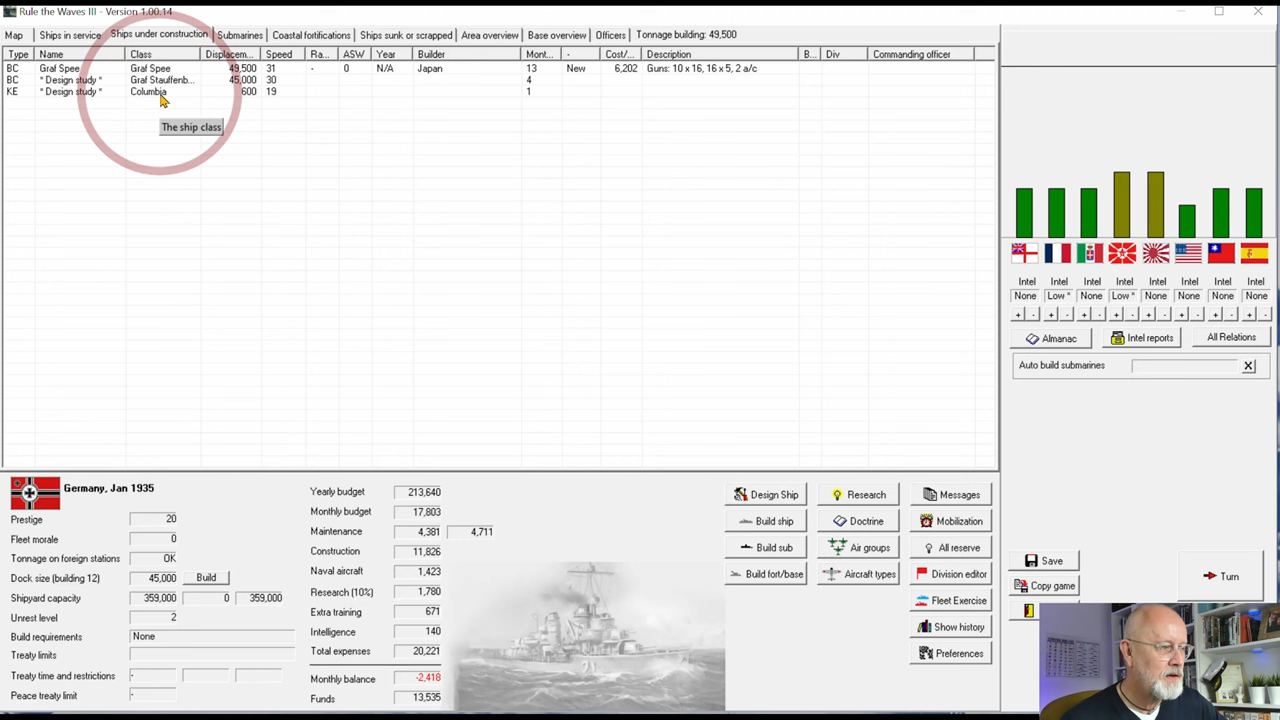 Rule the Waves III - Version 1.00.14
Map Ships in service Ships under construction Submarines Coastal fortifications Ships sunk or scrapped Area overview Base overview Officers Tonnage building: 49,500
Type Name Class Displacem... Speed Ra... ASW Year Builder Mont... - Cost/... Description B... Div Commanding officer
BC Graf Spee Graf Spee 49,500 31 - 0 N/A Japan 13 New 6,202 Guns: 10 x 16, 16 x 5, 2 a/c
BC * Design study * Graf Stauffenb... 45,000 30 4
KE * Design study * Columbia 600 19 1
The ship class
Intel Intel Intel Intel Intel Intel Intel Intel
None Low * None Low * None None None None
+ - + - + - + - + - + - + - + -
Almanac Intel reports All Relations
Auto build submarines X
Germany, Jan 1935
Prestige 20
Fleet morale 0
Tonnage on foreign stations OK
Dock size (building 12) 45,000 Build
Shipyard capacity 359,000 0 359,000
Unrest level 2
Build requirements None
Treaty limits
Treaty time and restrictions -
Peace treaty limit -
Yearly budget 213,640
Monthly budget 17,803
Maintenance 4,381 4,711
Construction 11,826
Naval aircraft 1,423
Research (10%) 1,780
Extra training 671
Intelligence 140
Total expenses 20,221
Monthly balance -2,418
Funds 13,535
Design Ship Research Messages
Build ship Doctrine Mobilization
Build sub Air groups All reserve
Build fort/base Aircraft types Division editor
Fleet Exercise
Show history
Preferences
Save
Copy game
Turn